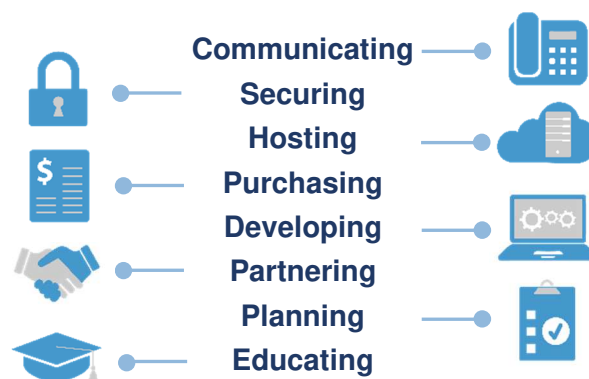 Communicating
Securing
Hosting
$
Purchasing
Developing
Partnering
Planning
Educating